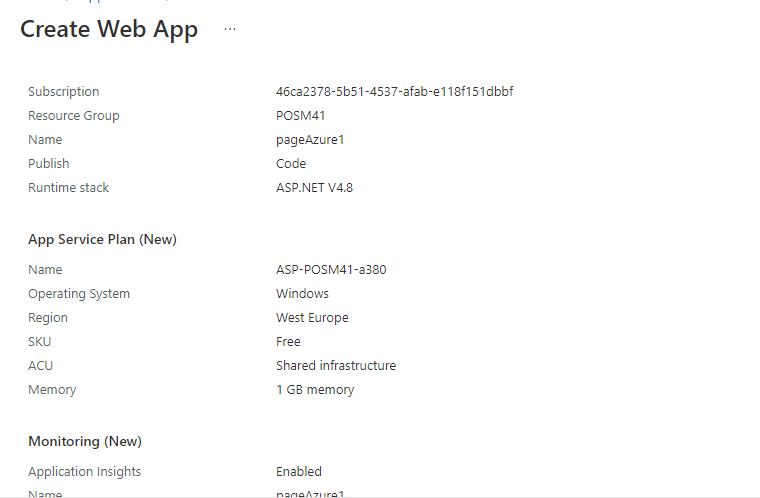 Create Web App ...
Subscription 46ca2378-5b51-4537-afab-e118f151dbbf
Resource Group POSM41
Name pageAzure1
Publish Code
Runtime stack ASP.NET V4.8
App Service Plan (New)
Name ASP-POSM41-a380
Operating System Windows
Region West Europe
SKU Free
ACU Shared infrastructure
Memory 1 GB memory
Monitoring (New)
Application Insights Enabled
Name pageAzure1